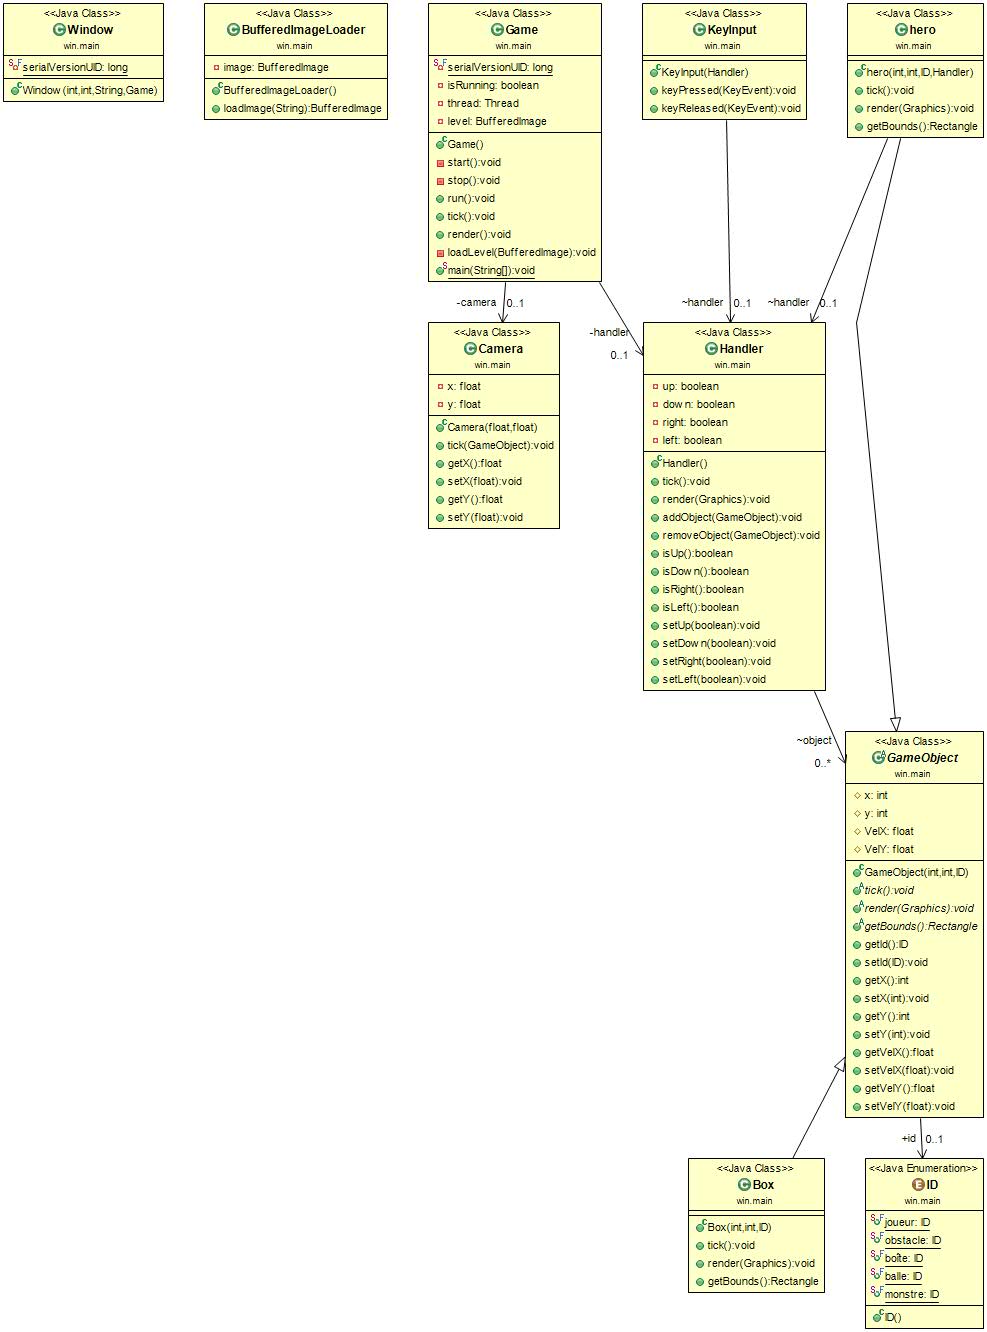 <<Java Class>>
Window
win.main
serialVersionUID: long
Window(int,int,String,Game)
<<Java Class>>
BufferedImageLoader
win.main
image: BufferedImage
BufferedImageLoader()
loadImage(String):BufferedImage
<<Java Class>>
Game
win.main
serialVersionUID: long
isRunning: boolean
thread: Thread
level: BufferedImage
Game()
start():void
stop():void
run():void
tick():void
render():void
loadLevel(BufferedImage):void
main(String[]):void
<<Java Class>>
KeyInput
win.main
KeyInput(Handler)
keyPressed(KeyEvent):void
keyReleased(KeyEvent):void
<<Java Class>>
hero
win.main
hero(int,int,ID,Handler)
tick():void
render(Graphics):void
getBounds():Rectangle
-camera 0..1
-handler
0..1
~handler 0..1
~handler 0..1
<<Java Class>>
Camera
win.main
x: float
y: float
Camera(float,float)
tick(GameObject):void
getX():float
setX(float):void
getY():float
setY(float):void
<<Java Class>>
Handler
win.main
up: boolean
down: boolean
right: boolean
left: boolean
Handler()
tick():void
render(Graphics):void
addObject(GameObject):void
removeObject(GameObject):void
isUp():boolean
isDown():boolean
isRight():boolean
isLeft():boolean
setUp(boolean):void
setDown(boolean):void
setRight(boolean):void
setLeft(boolean):void
~object
0..*
<<Java Class>>
GameObject
win.main
x: int
y: int
VelX: float
VelY: float
GameObject(int,int,ID)
tick():void
render(Graphics):void
getBounds():Rectangle
getId():ID
setId(ID):void
getX():int
setX(int):void
getY():int
setY(int):void
getVelX():float
setVelX(float):void
getVelY():float
setVelY(float):void
+id 0..1
<<Java Class>>
Box
win.main
Box(int,int,ID)
tick():void
render(Graphics):void
getBounds():Rectangle
<<Java Enumeration>>
ID
win.main
joueur: ID
obstacle: ID
boîte: ID
balle: ID
monstre: ID
ID()